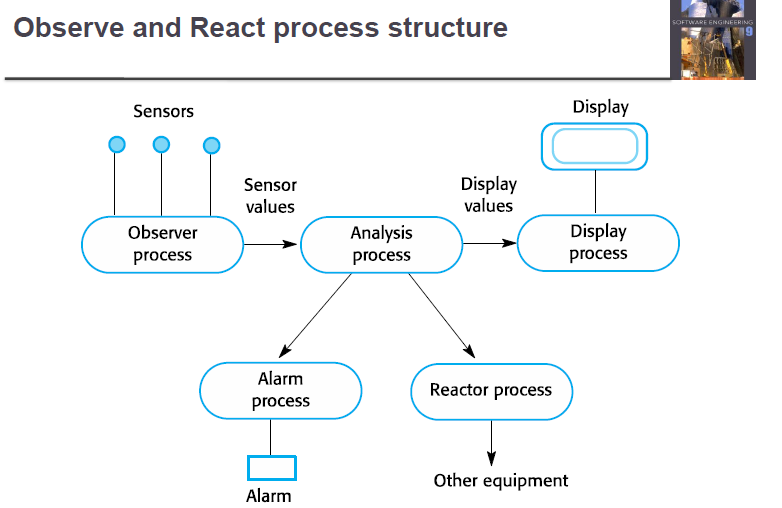 Observe and React process structure
SOFTWARE ENGINEERING
9
Sensors
Display
Sensor
values
Display
values
Observer
process
Analysis
process
Display
process
Alarm
process
Reactor process
Alarm
Other equipment